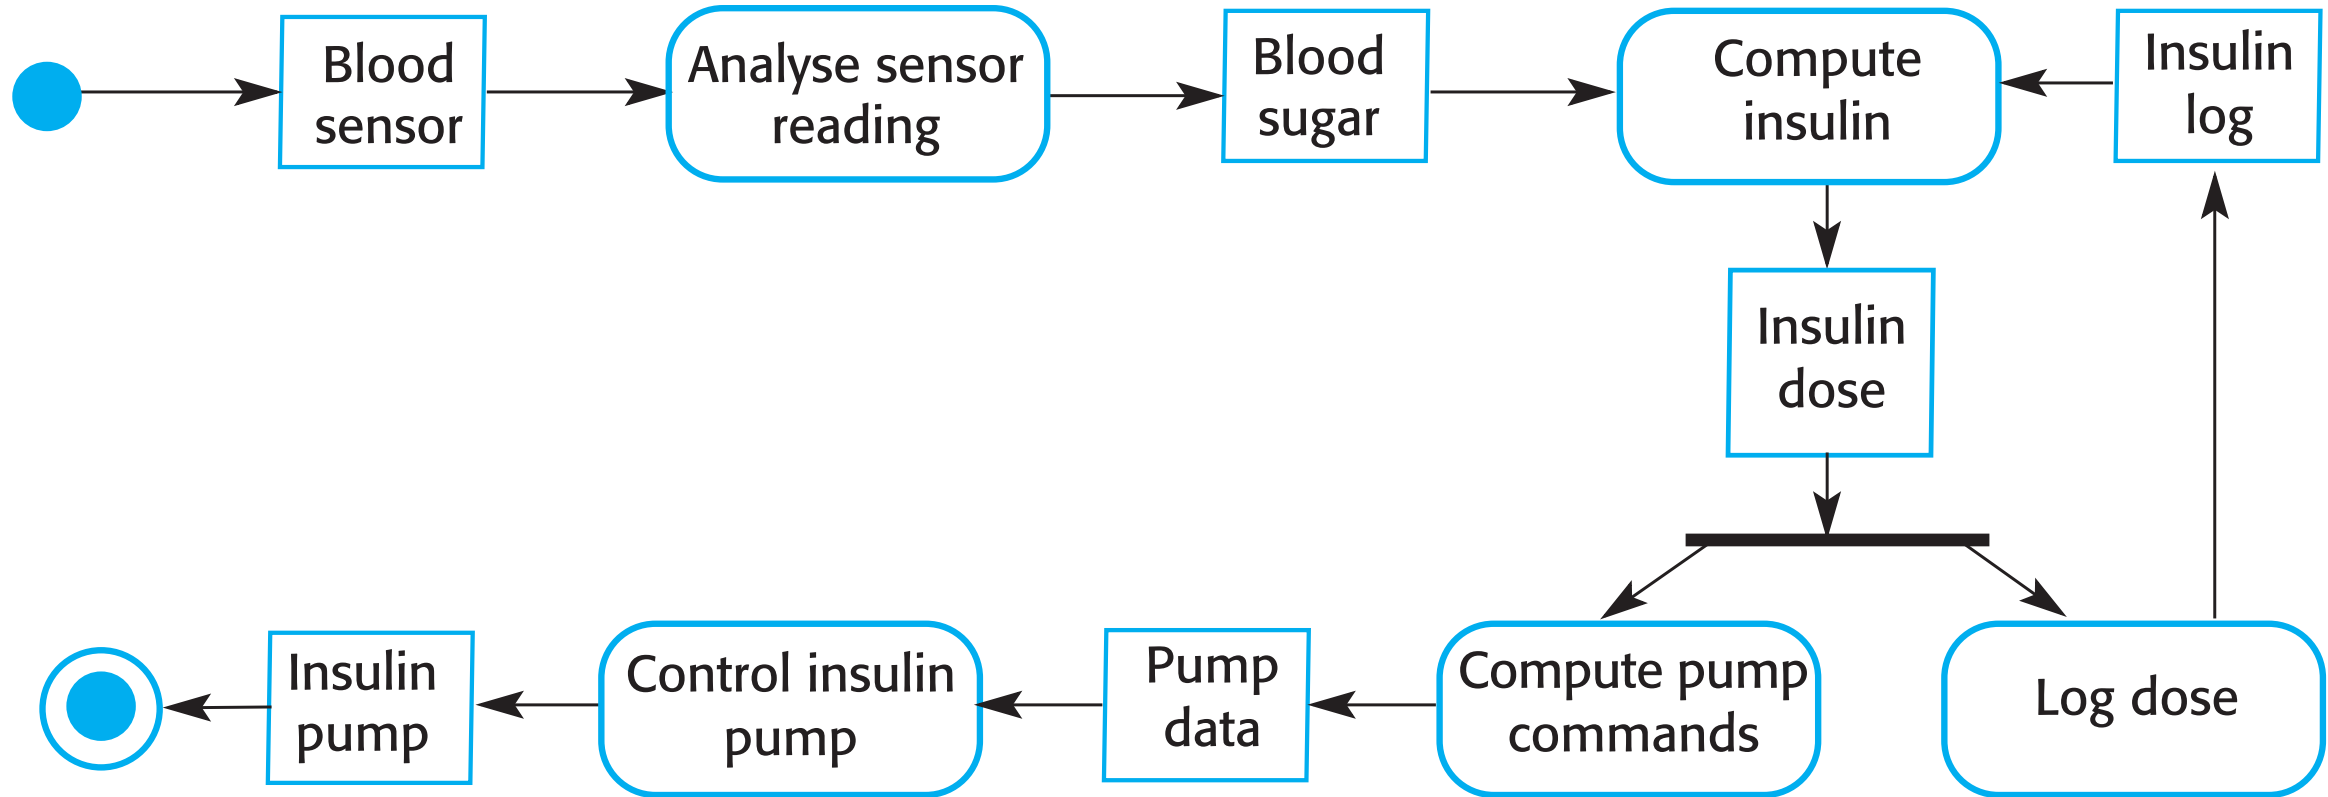 Blood
sensor
Analyse sensor
reading
Blood
sugar
Compute
insulin
Insulin
log
Insulin
dose
Insulin
pump
Control insulin
pump
Pump
data
Compute pump
commands
Log dose